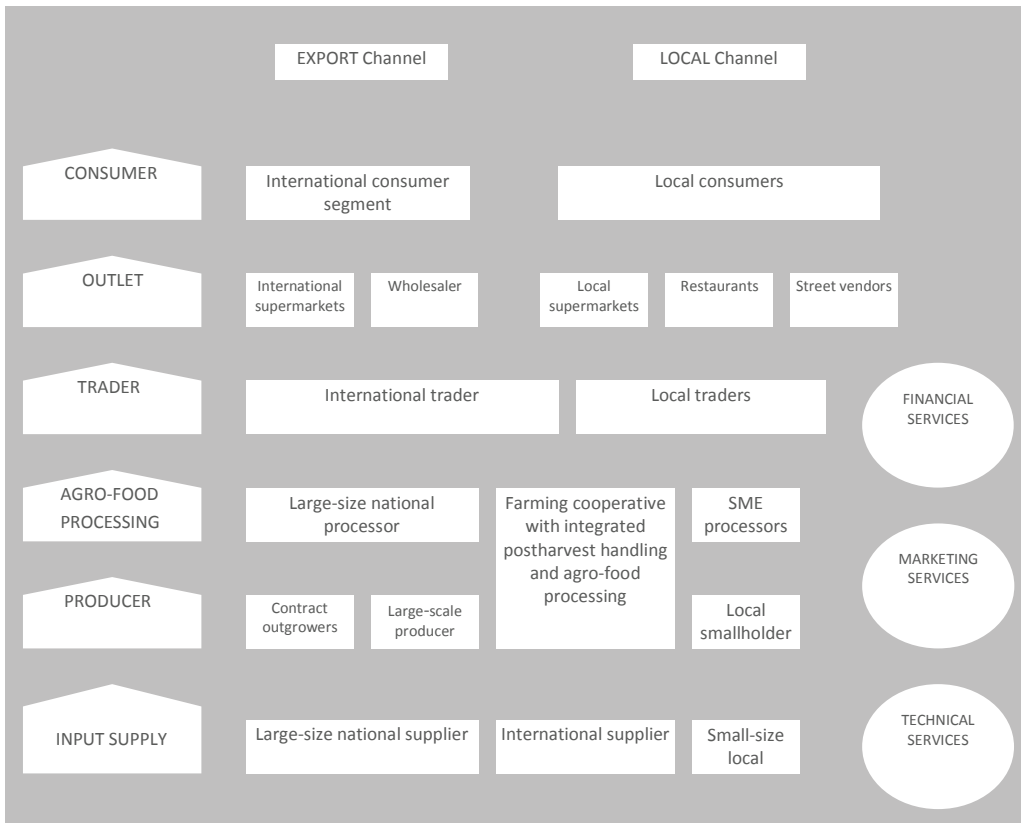 EXPORT Channel
LOCAL Channel
CONSUMER
International consumer
segment
Local consumers
OUTLET
International
supermarkets
Wholesaler
Local
supermarkets
Restaurants
Street vendors
TRADER
International trader
Local traders
FINANCIAL
SERVICES
AGRO-FOOD
PROCESSING
Large-size national
processor
Farming cooperative
with integrated
postharvest handling
and agro-food
processing
SME
processors
MARKETING
SERVICES
PRODUCER
Contract
outgrowers
Large-scale
producer
Local
smallholder
INPUT SUPPLY
Large-size national supplier
International supplier
Small-size
local
TECHNICAL
SERVICES